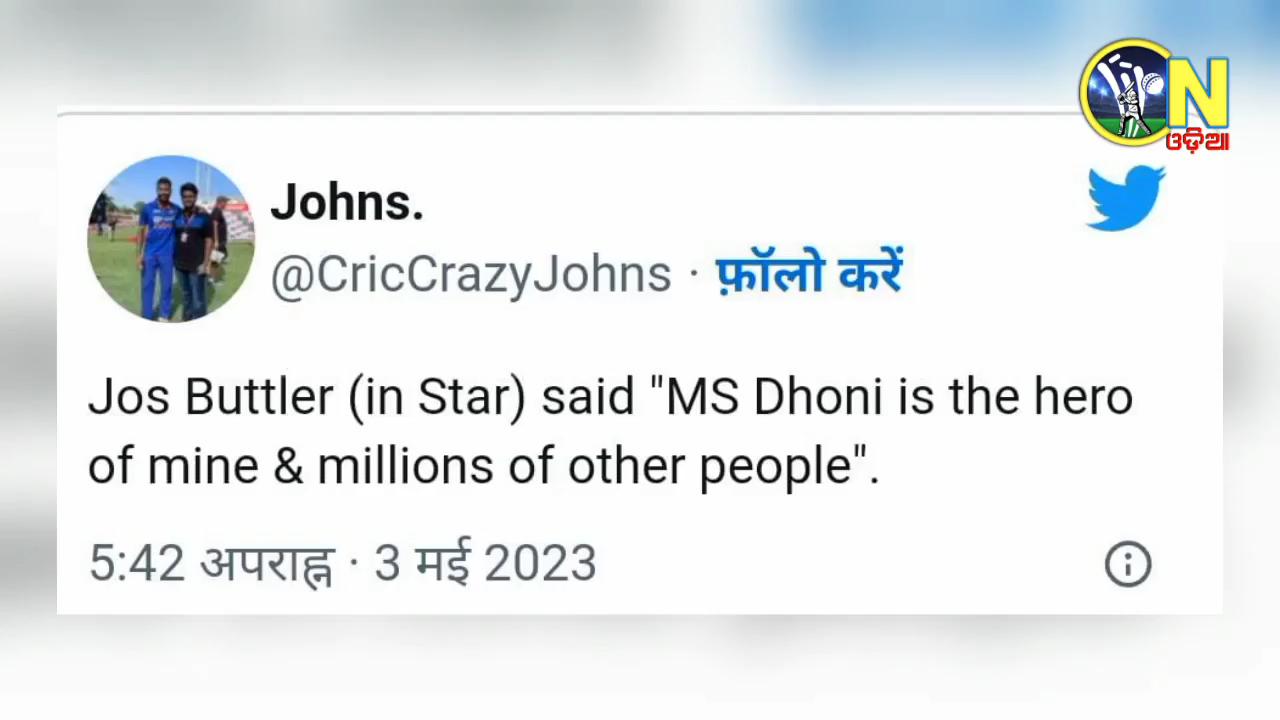 N
ଓଡ଼ିଆ
Johns.
@CricCrazyJohns · फ़ॉलो करें
Jos Buttler (in Star) said "MS Dhoni is the hero
of mine & millions of other people".
5:42 अपराह्न · 3 मई 2023